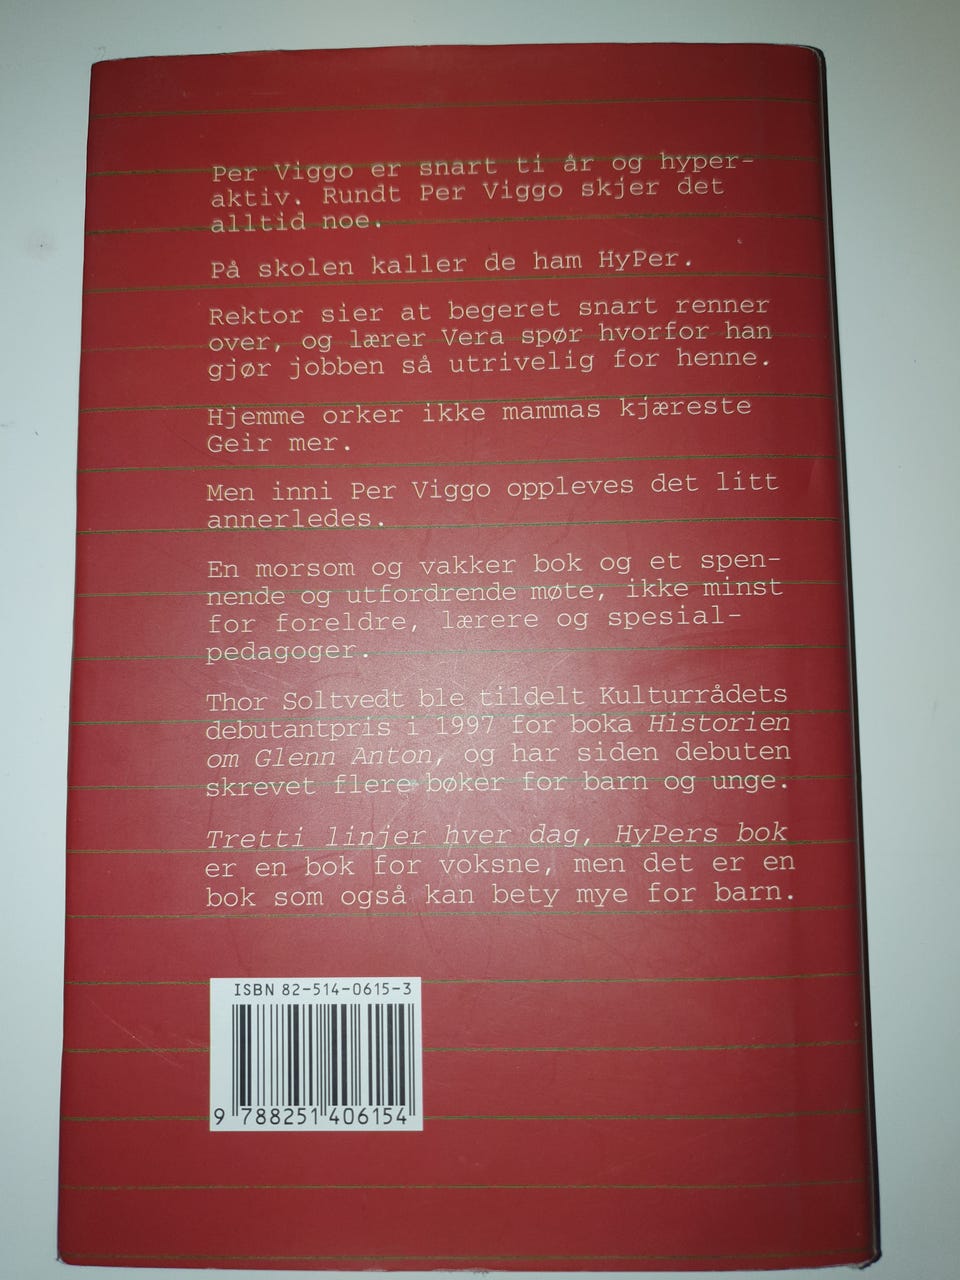 Per Viggo er snart ti år og hyper-
aktiv. Rundt Per Viggo skjer det
alltid noe.
På skolen kaller de ham HyPer.
Rektor sier at begeret snart renner
over, og lærer Vera spør hvorfor han
gjør jobben så utrivelig for henne.
Hjemme orker ikke mammas kjæreste
Geir mer.
Men inni Per Viggo oppleves det litt
annerledes.
En morsom og vakker bok og et spen-
nende og utfordrende møte, ikke minst
for foreldre, lærere og spesial-
pedagoger.
Thor Soltvedt ble tildelt Kulturrådets
debutantpris i 1997 for boka Historien
om Glenn Anton, og har siden debuten
skrevet flere bøker for barn og unge.
Tretti linjer hver dag, HyPers bok
er en bok for voksne, men det er en
bok som også kan bety mye for barn.
ISBN 82-514-0615-3
9 788251 406154